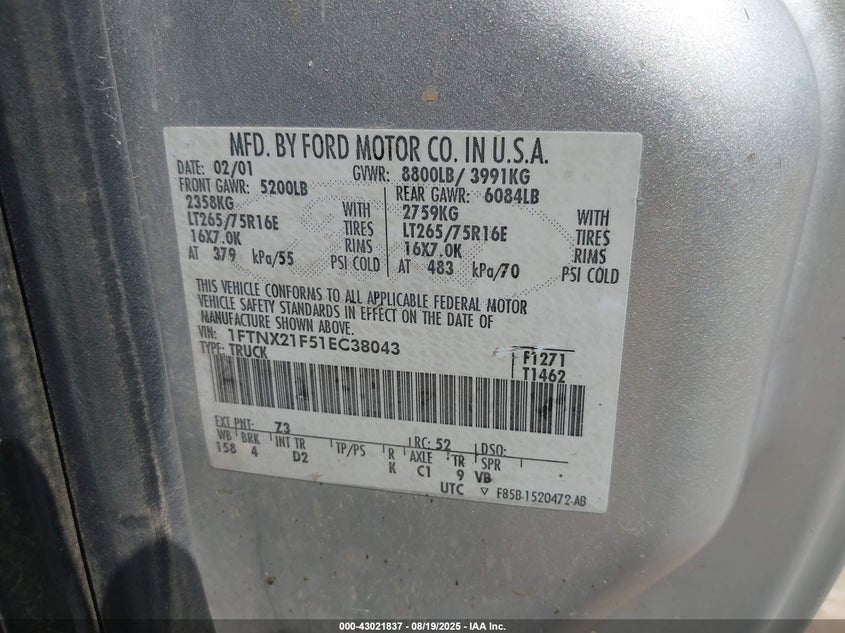 MFD. BY FORD MOTOR CO. IN U.S.A.
DATE: 02/01 GVWR: 8800LB/ 3991KG
FRONT GAWR: 5200LB REAR GAWR: 6084LB
2358KG WITH 2759KG WITH
LT265/75R16E TIRES LT265/75R16E TIRES
16X7.0K RIMS 16X7.0K RIMS
AT 379 kPa/55 PSI COLD AT 483 kPa/70 PSI COLD
THIS VEHICLE CONFORMS TO ALL APPLICABLE FEDERAL MOTOR
VEHICLE SAFETY STANDARDS IN EFFECT ON THE DATE OF
MANUFACTURE SHOWN ABOVE.
VIN: 1FTNX21F51EC38043 F1271
TYPE: TRUCK T1462
EXT PNT: Z3 RC: 52 DSO:
WB BRK INT TR TP/PS R AXLE TR SPR
158 4 D2 K C1 9 VB
UTC ▽ F85B-1520472-AB
000-43021837 - 08/19/2025 - IAA Inc.